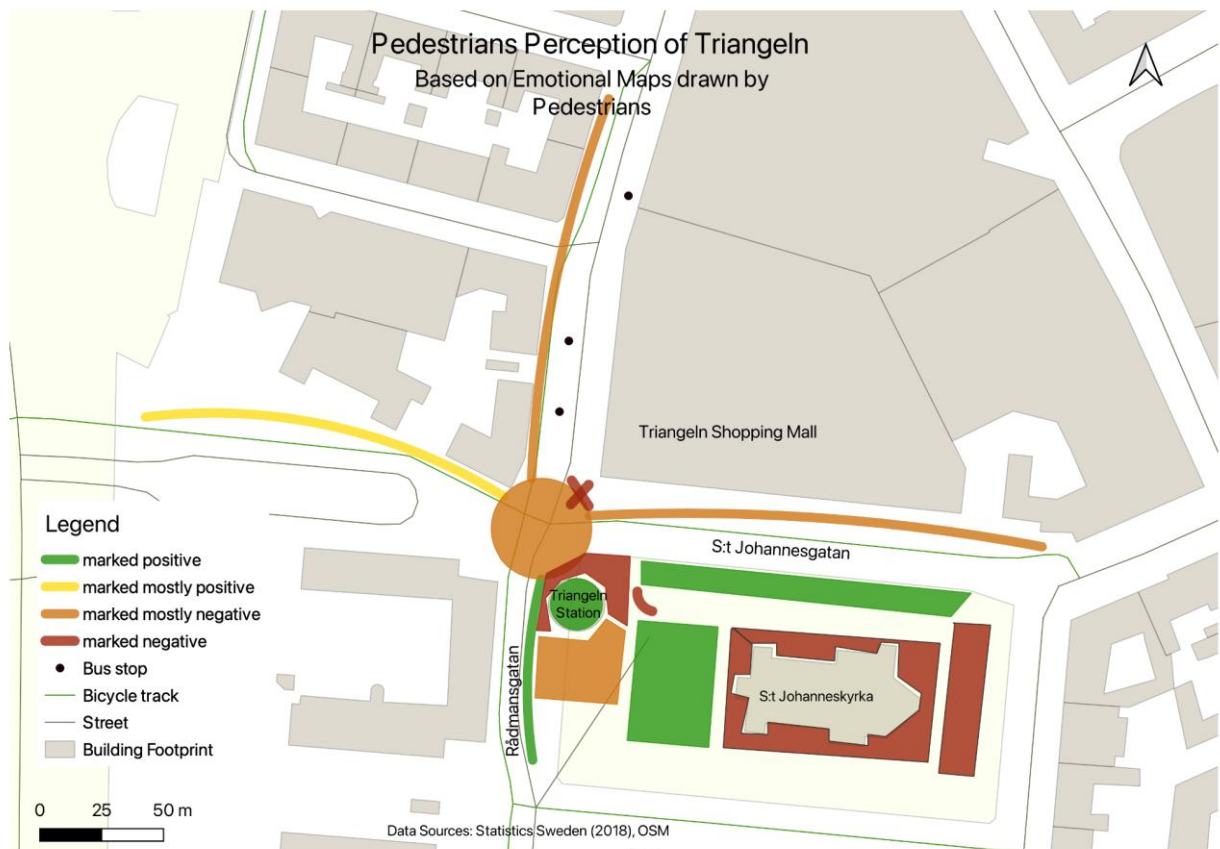 Pedestrians Perception of Triangeln
Based on Emotional Maps drawn by
Pedestrians
Triangeln Shopping Mall
Legend
marked positive
marked mostly positive
marked mostly negative
marked negative
Bus stop
Bicycle track
Street
Building Footprint
0 25 50 m
S:t Johannesgatan
Triangeln
Station
Rådmansgatan
S:t Johanneskyrka
Data Sources: Statistics Sweden (2018), OSM